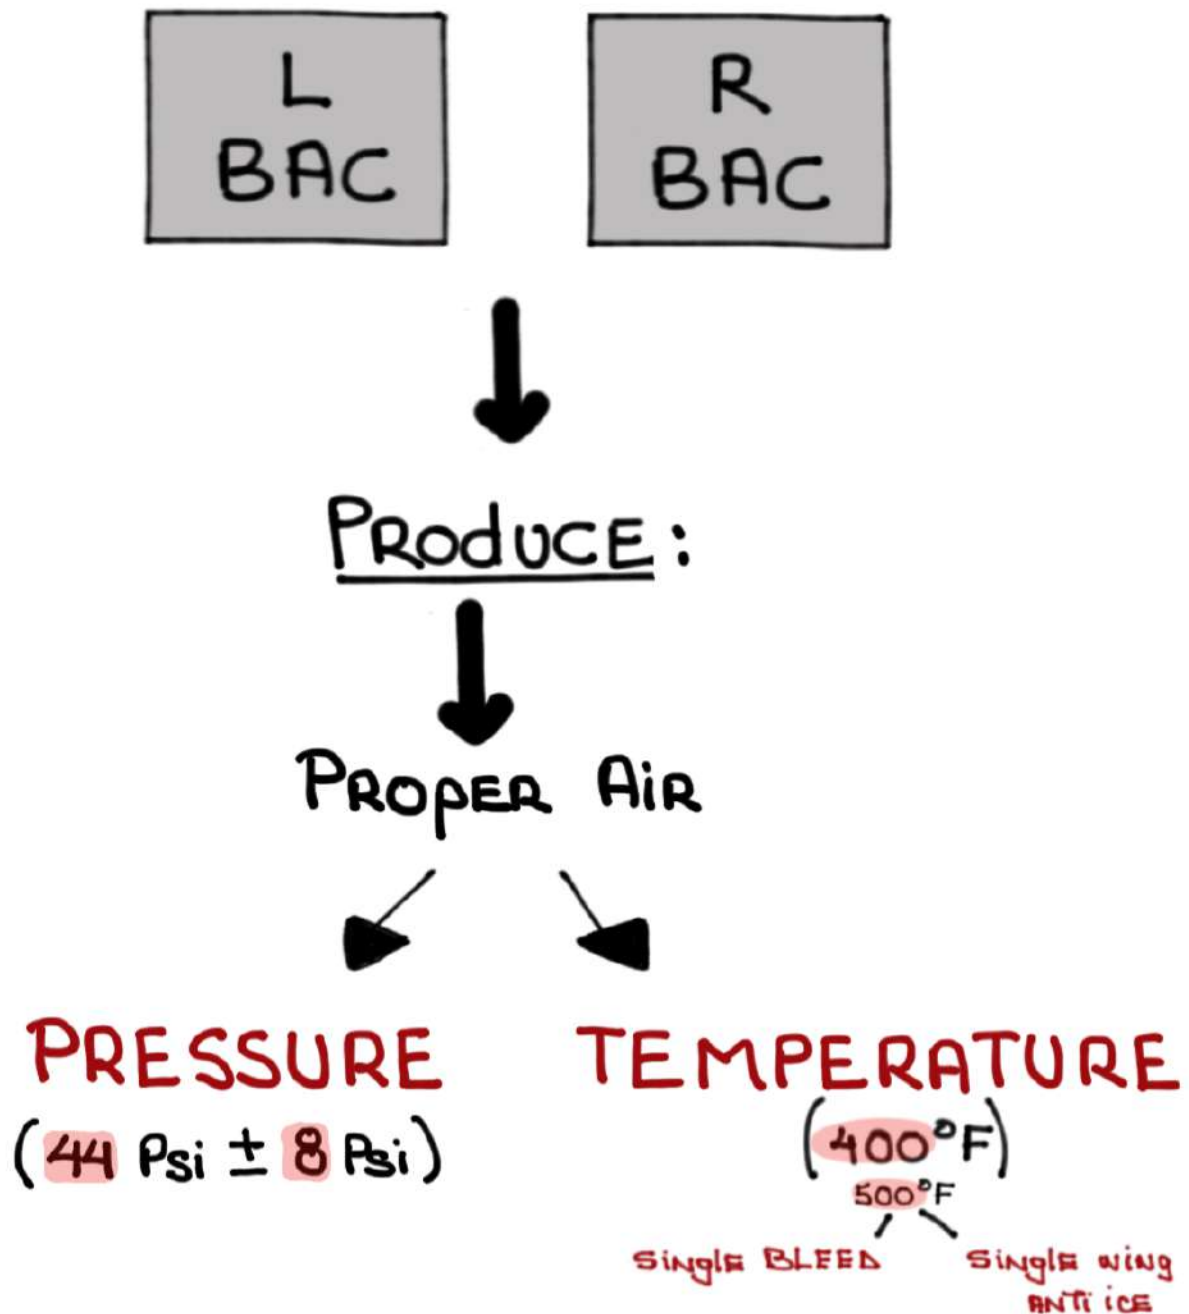 L
BAC
R
BAC
PRODUCE:
PROPER AIR
PRESSURE
(44 Psi ± 8 Psi)
TEMPERATURE
(400°F)
500°F
Single BLEED
Single wing
ANTi iCE